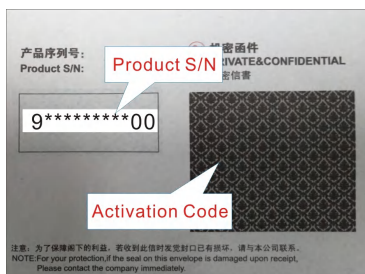 产品序列号:
Product S/N:
Product S/N
密函件
IVATE&CONFIDENTIAL
密信書
9*********00
Activation Code
注意:为了保障阁下的利益,若收到此信时发觉封口已有损坏,请与本公司联系。
NOTE:For your protection,if the seal on this envelope is damaged upon receipt,
Please contact the company immediately.